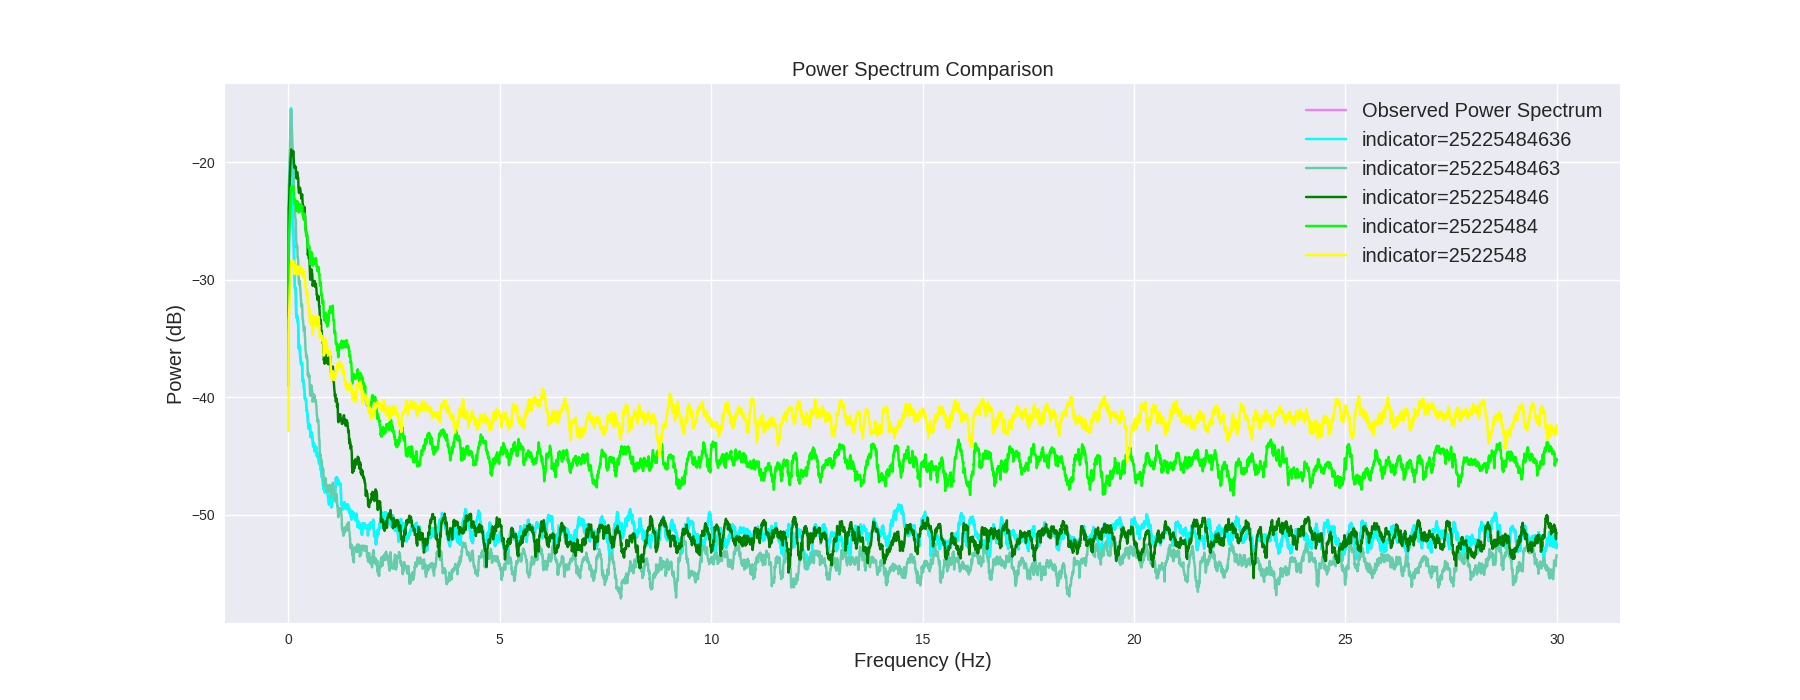 Power Spectrum Comparison
Observed Power Spectrum
indicator=25225484636
indicator=2522548463
indicator=252254846
indicator=25225484
indicator=2522548
Power (dB)
−20
−30
−40
−50
0 5 10 15 20 25 30
Frequency (Hz)